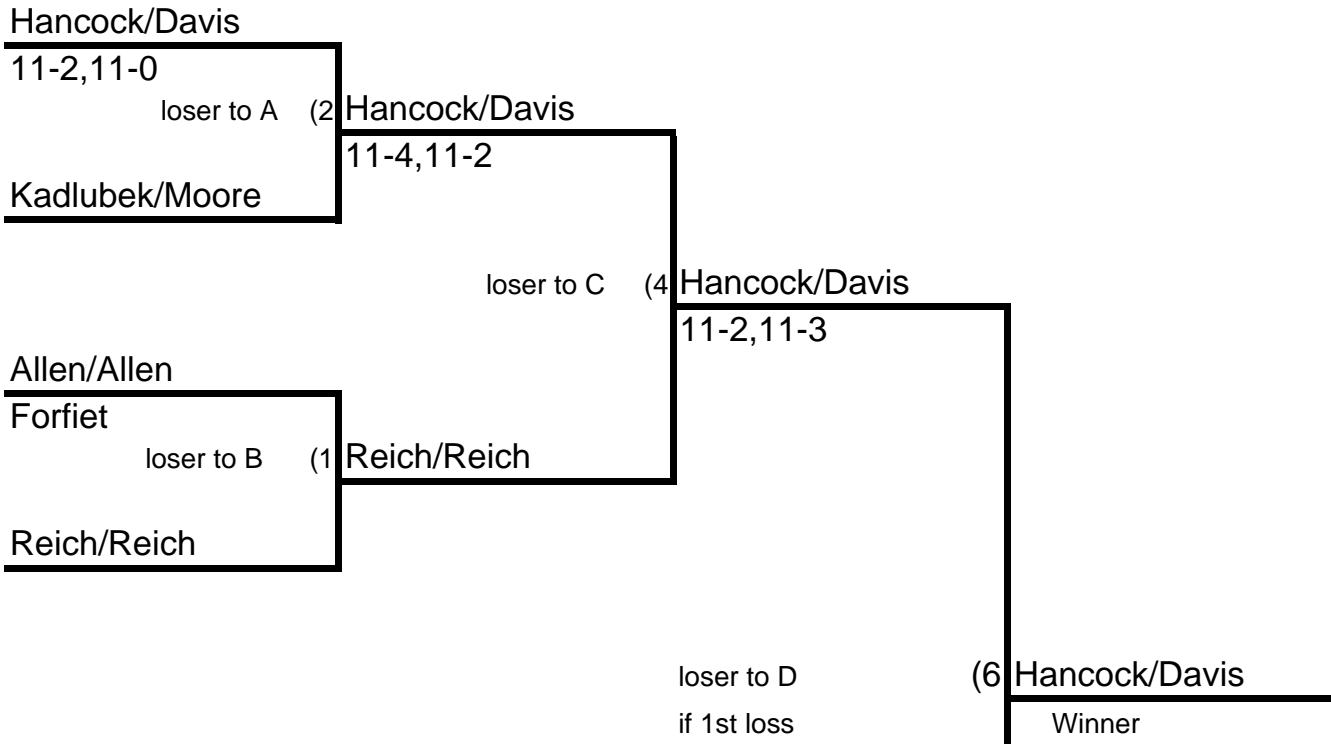 Hancock/Davis
11-2,11-0
loser to A (2 Hancock/Davis
11-4,11-2
Kadlubek/Moore
loser to C (4 Hancock/Davis
11-2,11-3
Allen/Allen
Forfiet
loser to B (1 Reich/Reich
Reich/Reich
loser to D (6 Hancock/Davis
if 1st loss Winner